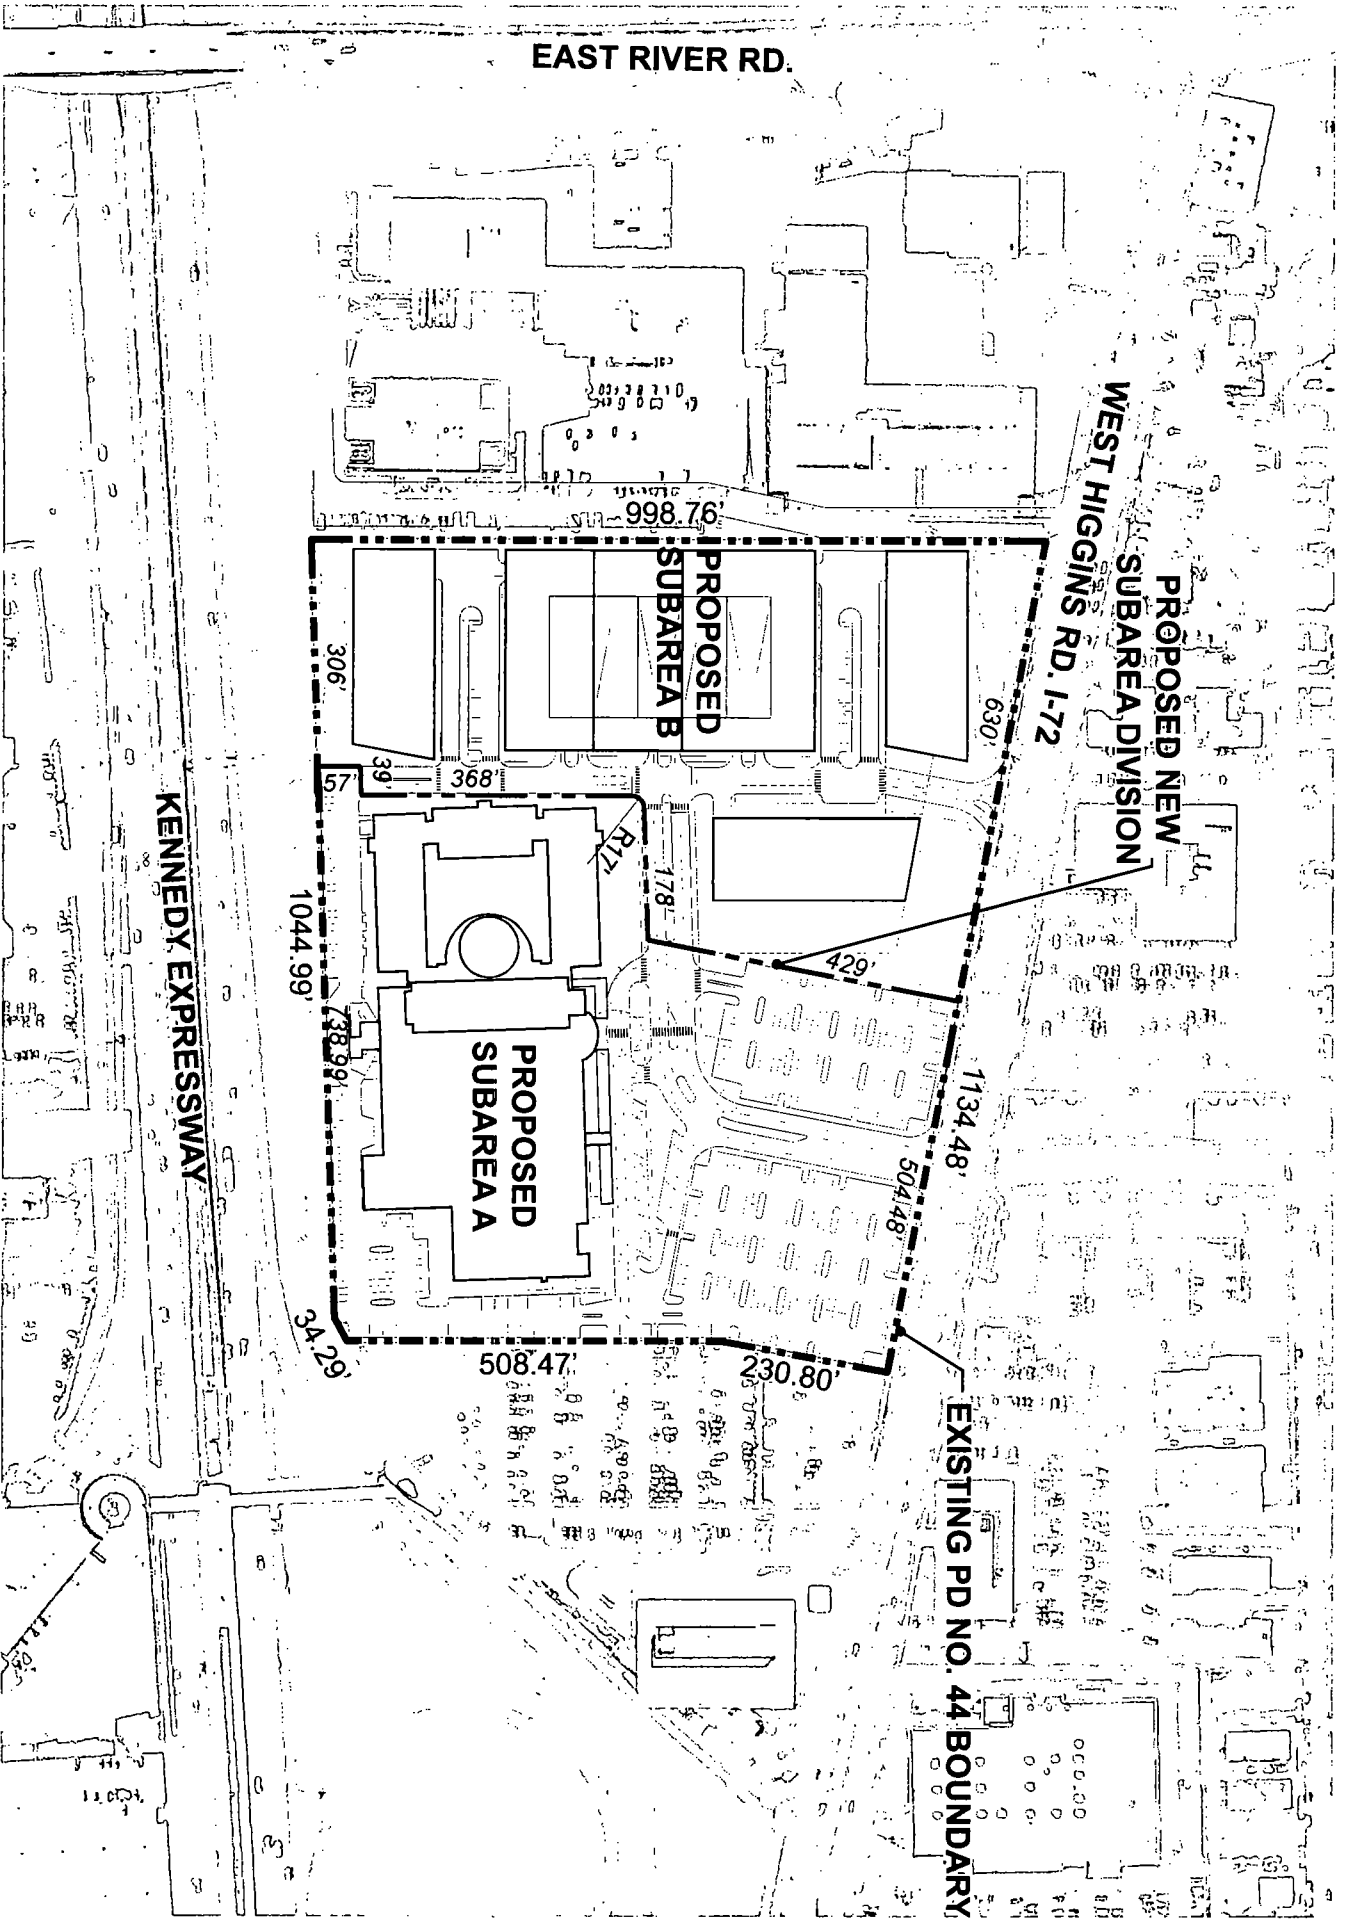 EAST RIVER RD.
WEST HIGGINS RD. I-72
PROPOSED NEW
SUBAREA DIVISION
998.76'
PROPOSED
SUBAREA B
306'
630'
57'
39'
368'
R17'
178'
429'
KENNEDY EXPRESSWAY
1044.99'
738.99'
PROPOSED
SUBAREA A
1134.48'
504.48'
34.29'
508.47'
230.80'
EXISTING PD NO. 44 BOUNDARY